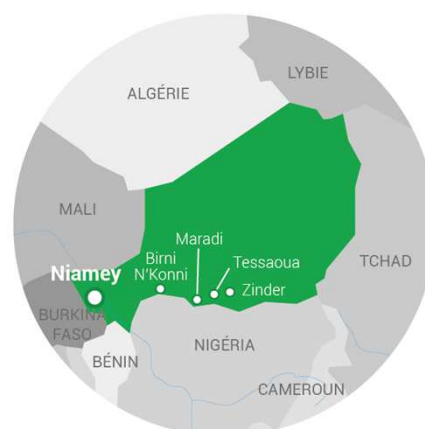 LYBIE
ALGÉRIE
MALI
Maradi
Birni
N'Konni
Tessaoua
TCHAD
Niamey
Zinder
BURKINA
FASO
NIGÉRIA
BÉNIN
CAMEROUN